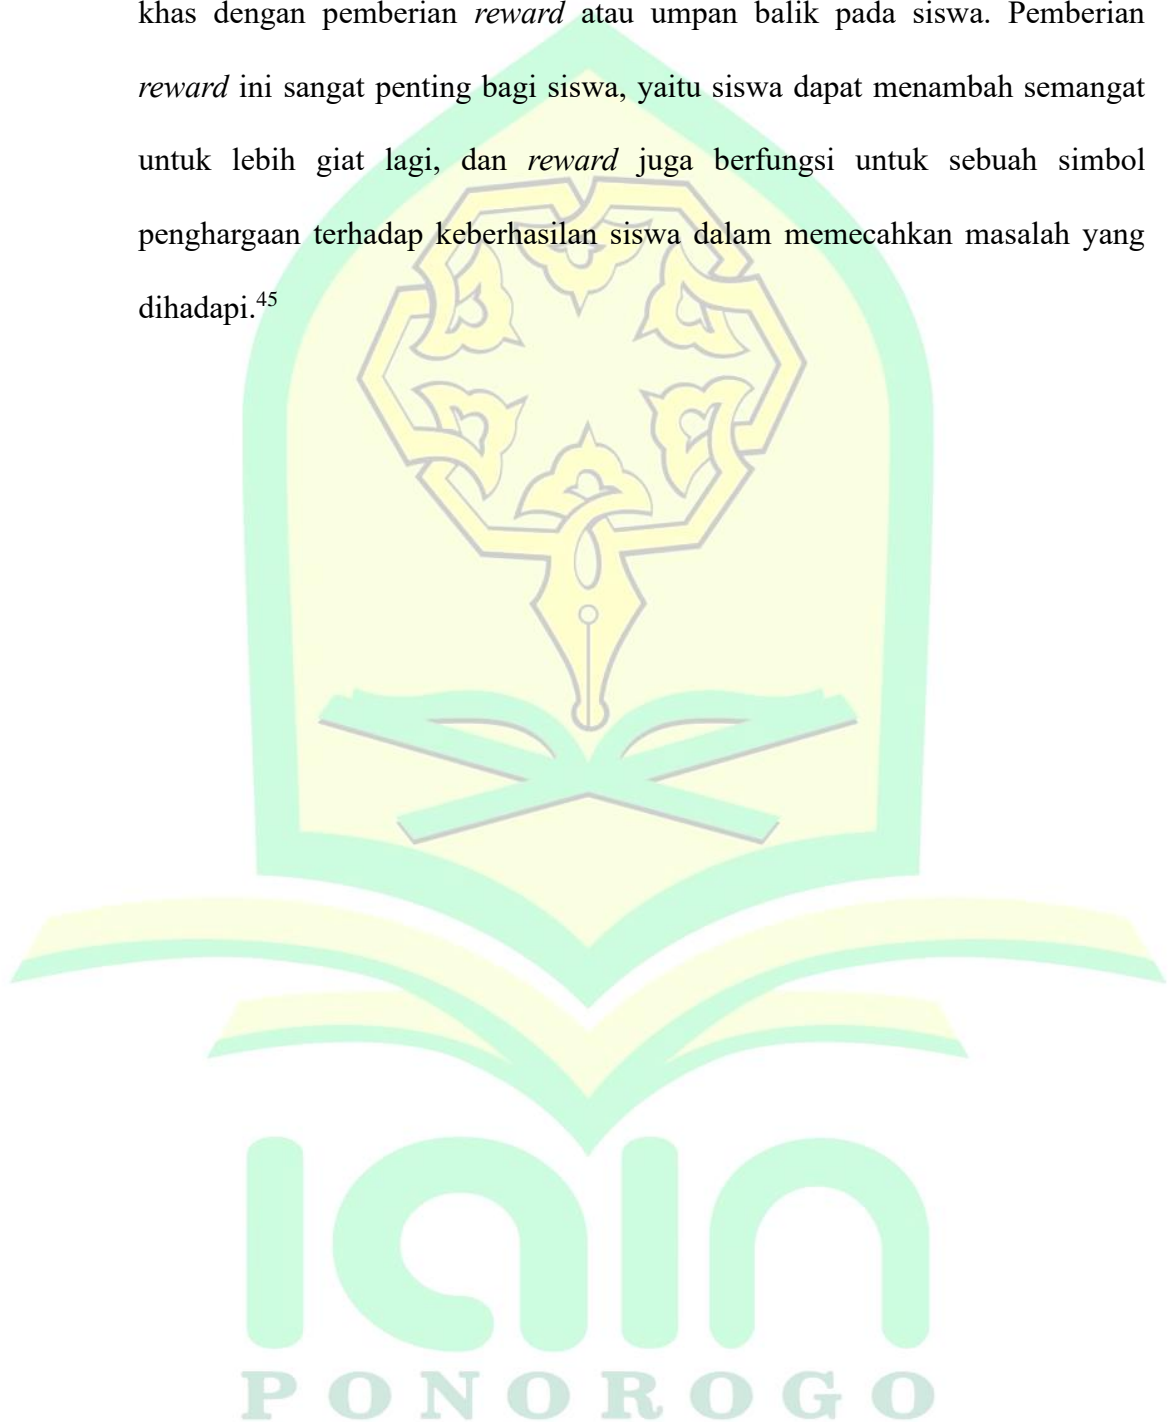 khas dengan pemberian reward atau umpan balik pada siswa. Pemberian
reward ini sangat penting bagi siswa, yaitu siswa dapat menambah semangat
untuk lebih giat lagi, dan reward juga berfungsi untuk sebuah simbol
penghargaan terhadap keberhasilan siswa dalam memecahkan masalah yang
dihadapi.45
iain
PONOROGO